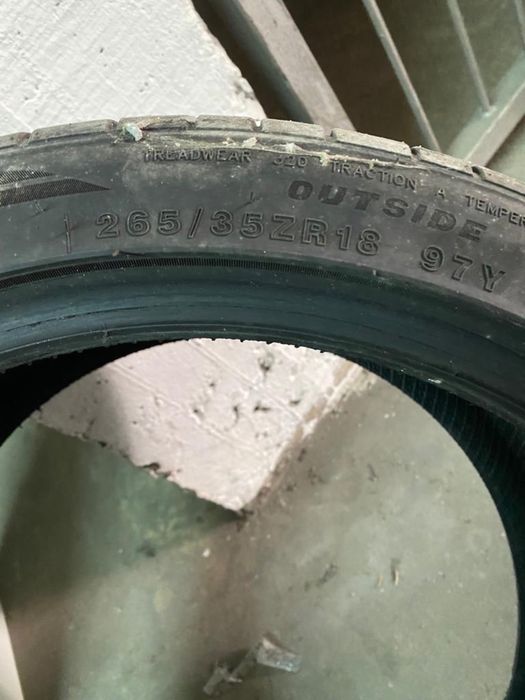 TREADWEAR 320 TRACTION A TEMPER
OUTSIDE
265/35ZR18 97Y